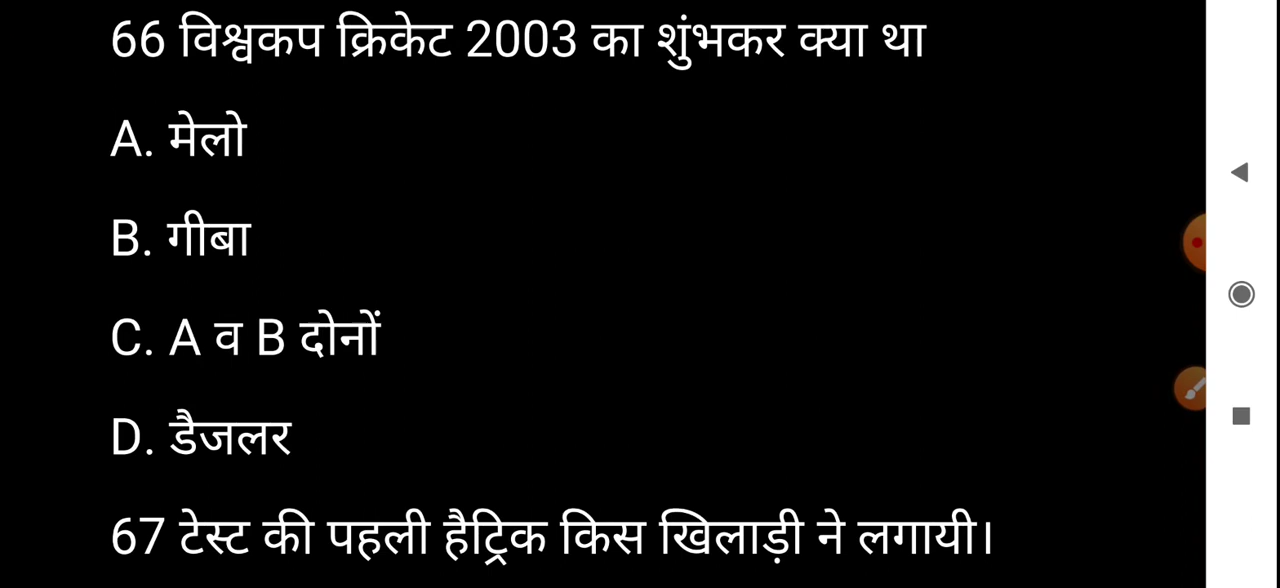 66 विश्वकप क्रिकेट 2003 का शुंभकर क्या था
A. मेलो
B. गीबा
C. A व B दोनों
D. डैजलर
67 टेस्ट की पहली हैट्रिक किस खिलाड़ी ने लगायी।